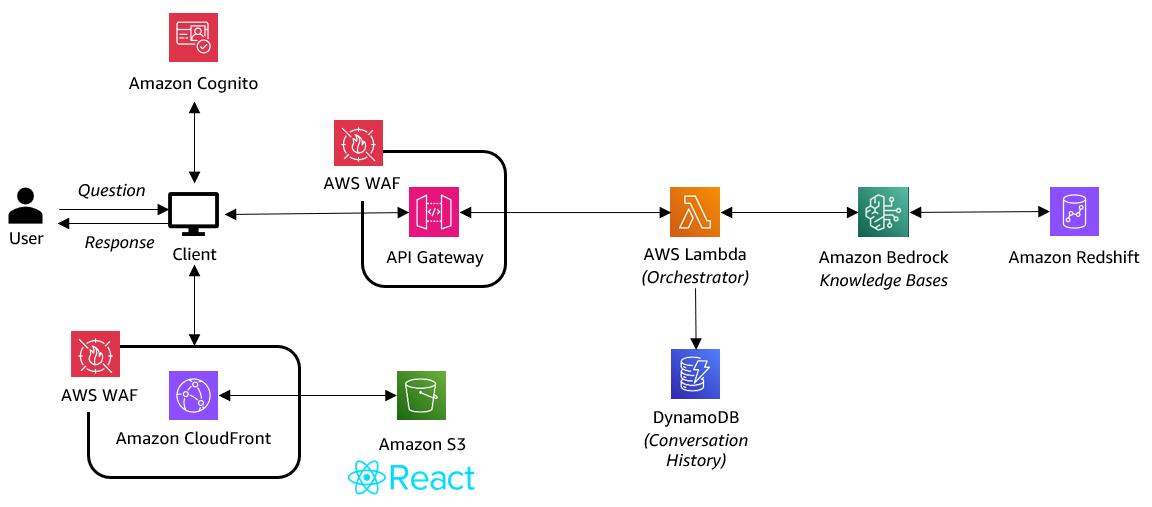 Amazon Cognito
AWS WAF
Question
Response
User
Client
API Gateway
AWS Lambda
(Orchestrator)
Amazon Bedrock
Knowledge Bases
Amazon Redshift
AWS WAF
Amazon CloudFront
Amazon S3
React
DynamoDB
(Conversation
History)